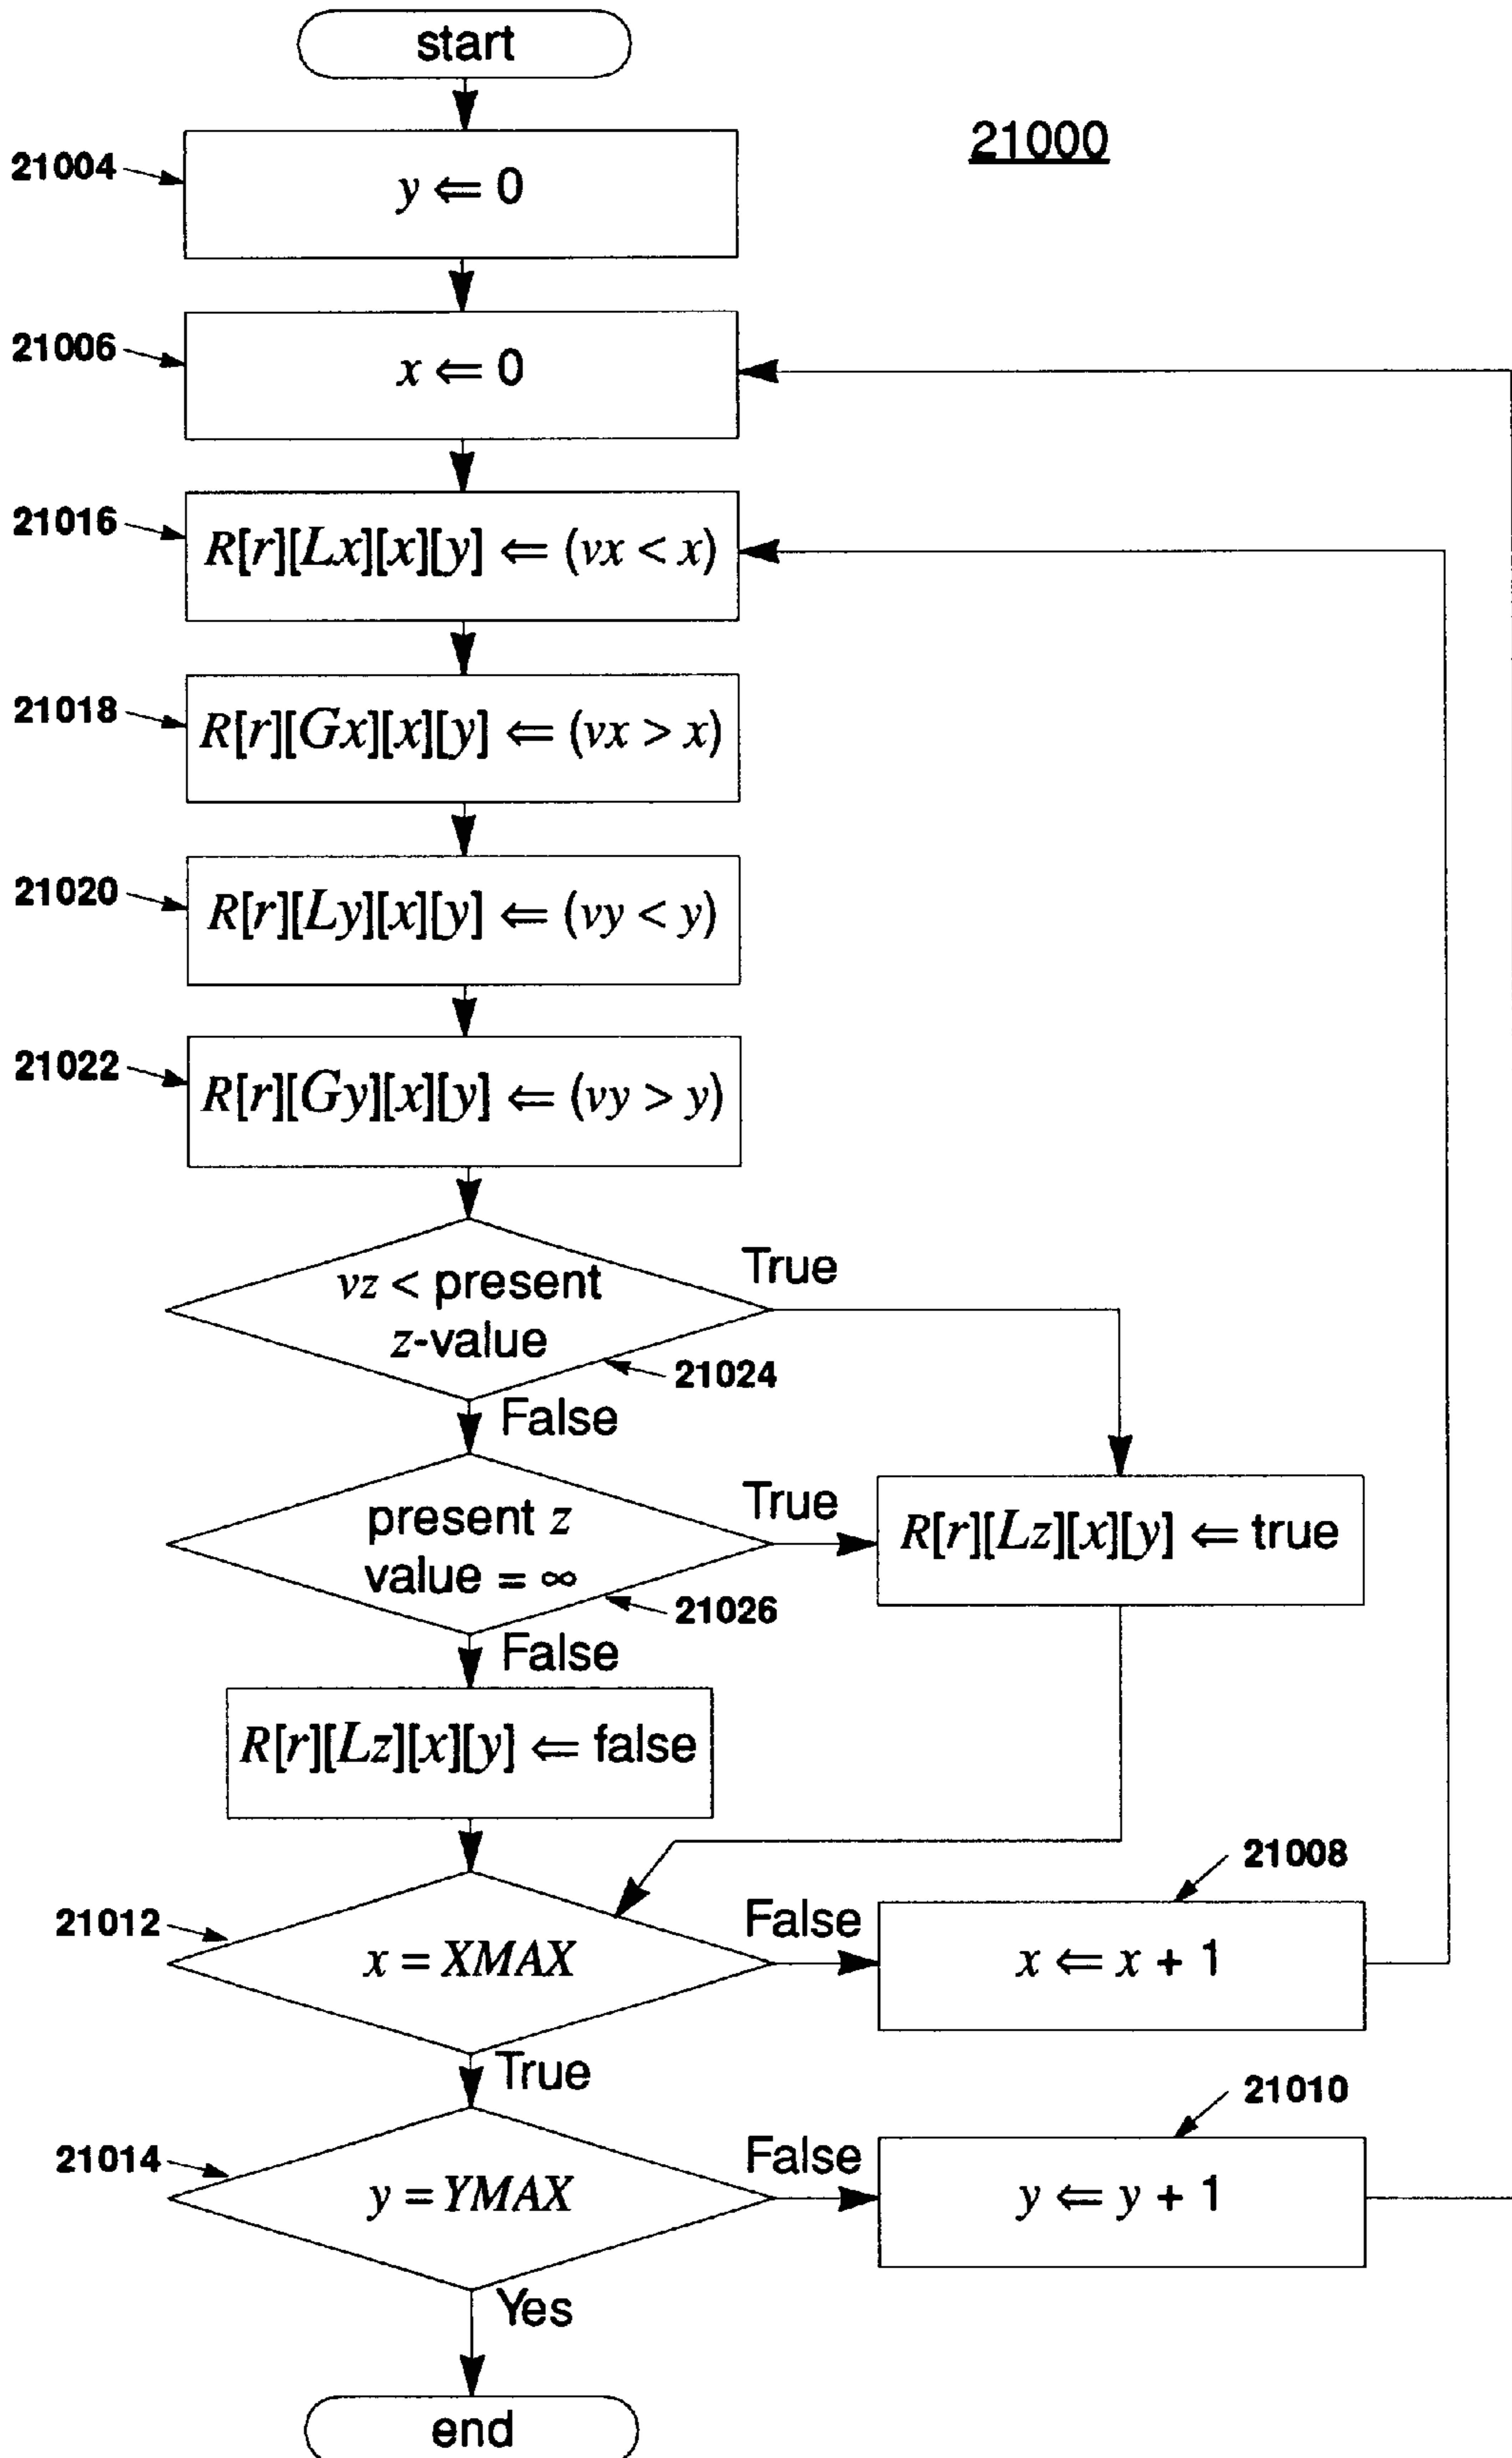 start
21000
21004
y ⇐ 0
21006
x ⇐ 0
21016
R[r][Lx][x][y] ⇐ (vx < x)
21018
R[r][Gx][x][y] ⇐ (vx > x)
21020
R[r][Ly][x][y] ⇐ (vy < y)
21022
R[r][Gy][x][y] ⇐ (vy > y)
vz < present
z-value
True
21024
False
present z
value = ∞
True
R[r][Lz][x][y] ⇐ true
21026
False
R[r][Lz][x][y] ⇐ false
21008
21012
x = XMAX
False
x ⇐ x + 1
True
21010
21014
y = YMAX
False
y ⇐ y + 1
Yes
end